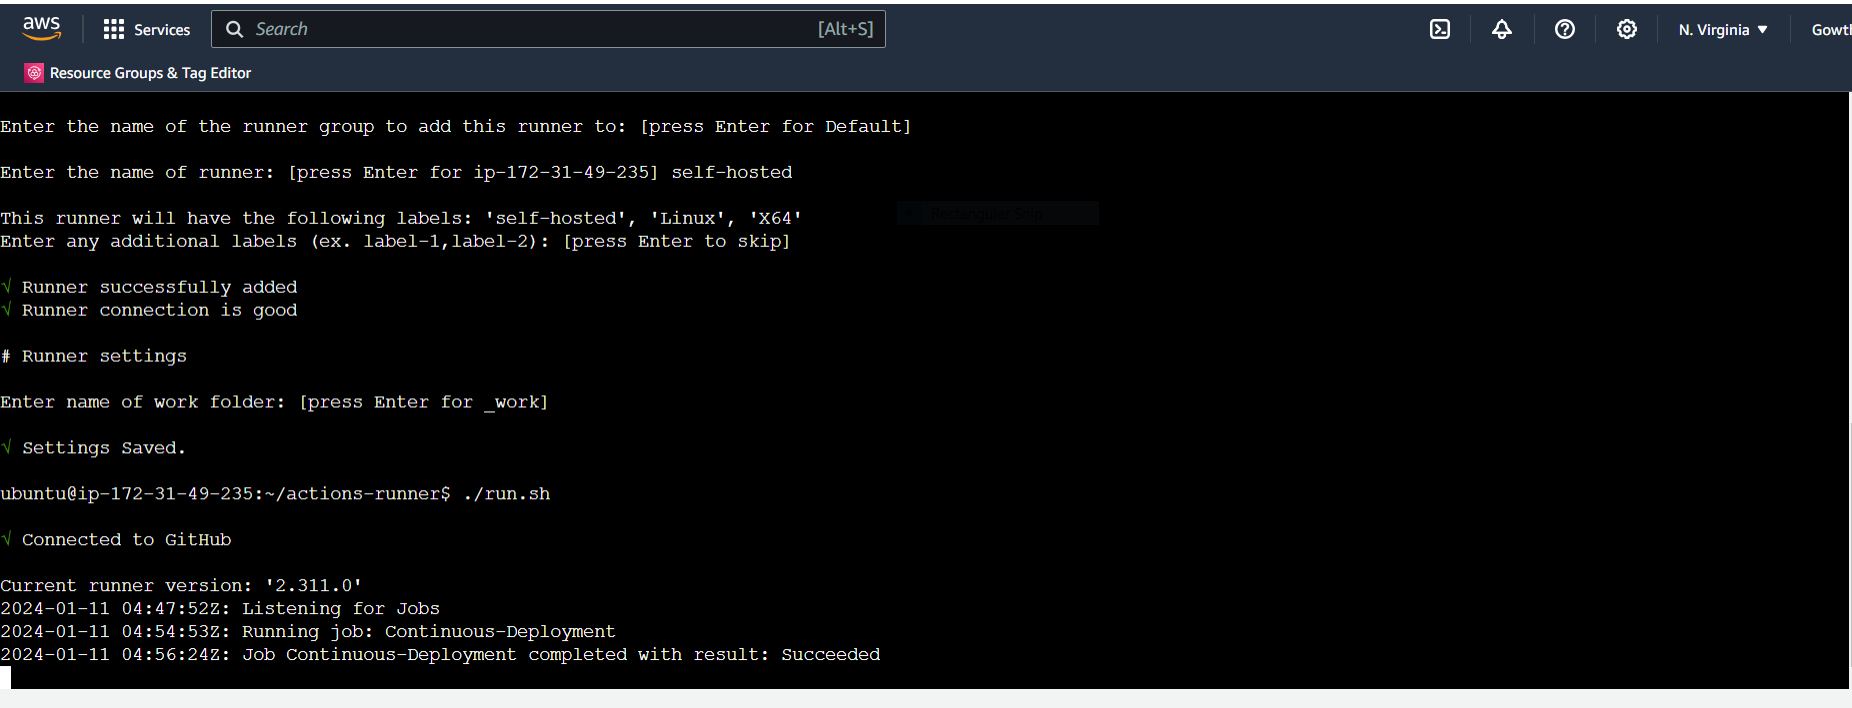 aws Services Search [Alt+S] N. Virginia
Resource Groups & Tag Editor
Enter the name of the runner group to add this runner to: [press Enter for Default]
Enter the name of runner: [press Enter for ip-172-31-49-235] self-hosted
This runner will have the following labels: 'self-hosted', 'Linux', 'X64'
Rectangular Snip
Enter any additional labels (ex. label-1,label-2): [press Enter to skip]
√ Runner successfully added
√ Runner connection is good
# Runner settings
Enter name of work folder: [press Enter for _work]
√ Settings Saved.
ubuntu@ip-172-31-49-235:~/actions-runner$ ./run.sh
√ Connected to GitHub
Current runner version: '2.311.0'
2024-01-11 04:47:52Z: Listening for Jobs
2024-01-11 04:54:53Z: Running job: Continuous-Deployment
2024-01-11 04:56:24Z: Job Continuous-Deployment completed with result: Succeeded